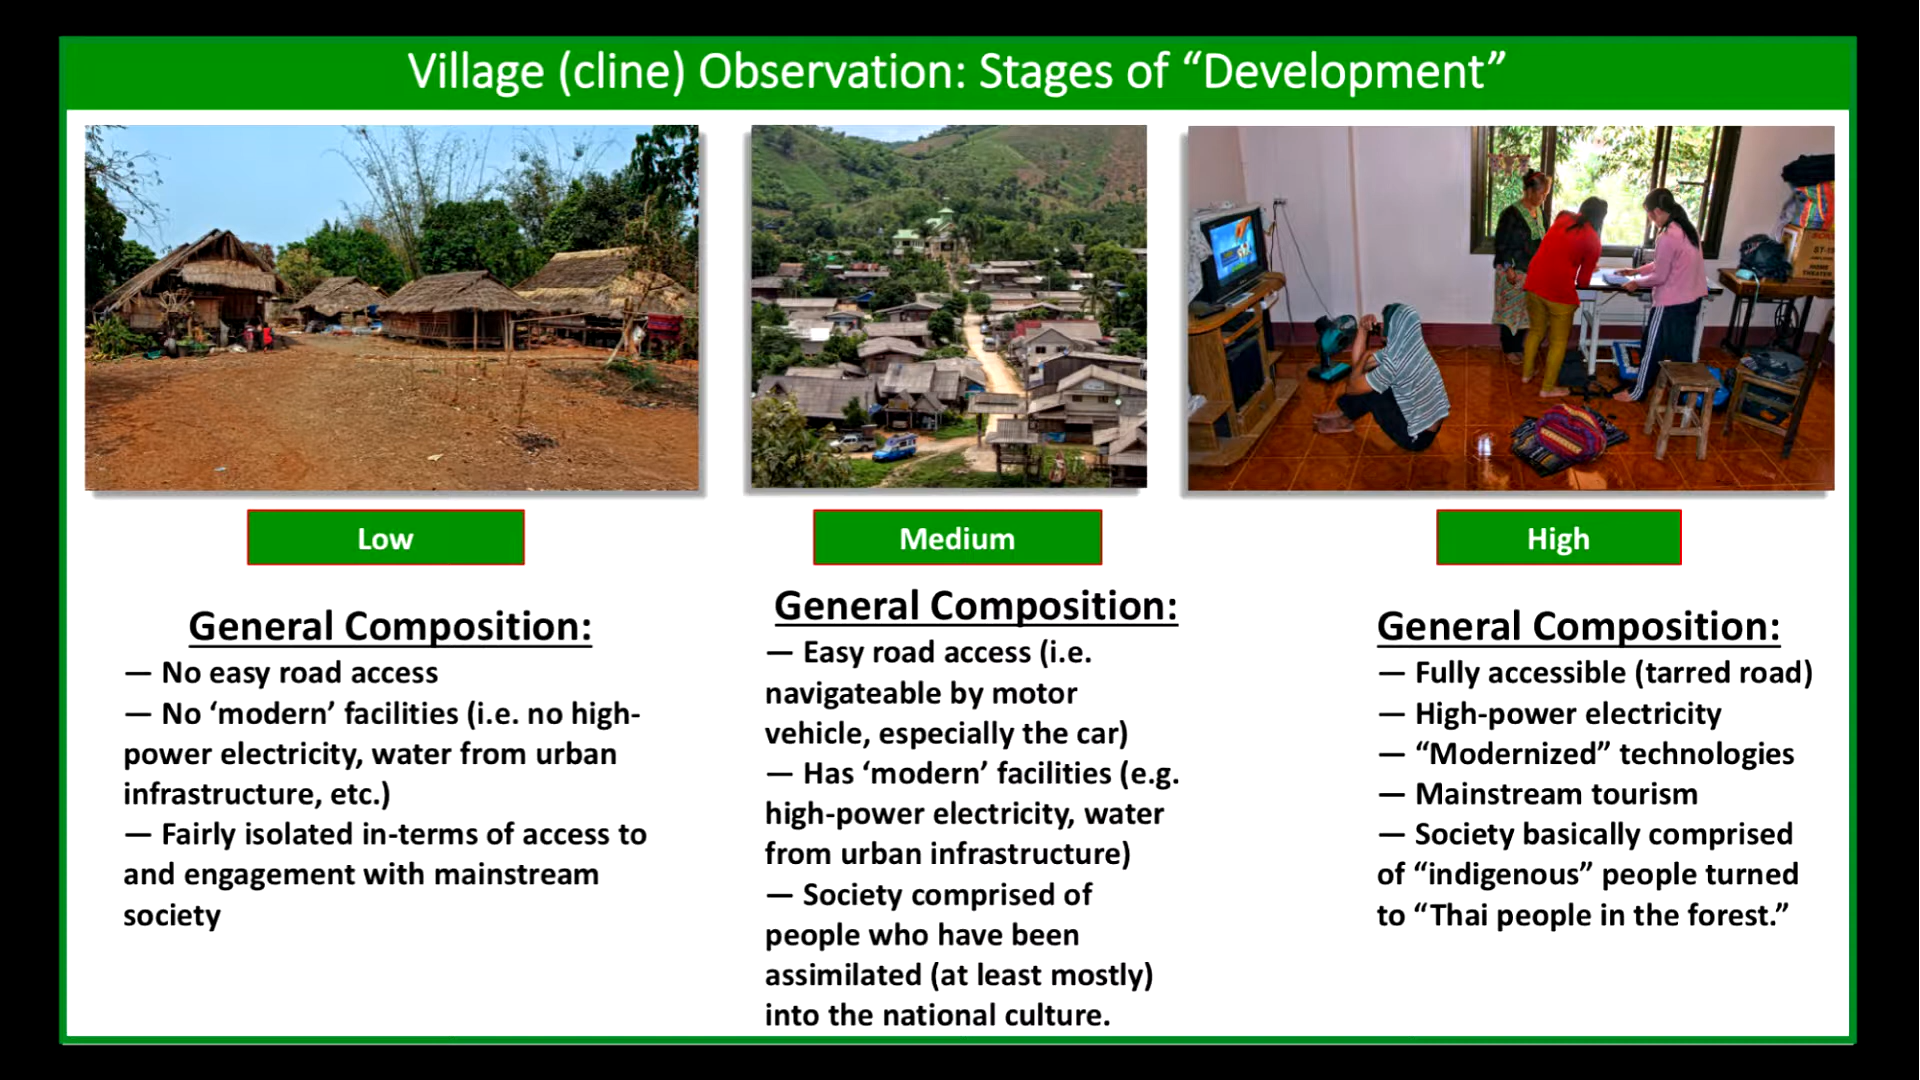 Village (cline) Observation: Stages of “Development”
Low
General Composition:
— No easy road access
— No ‘modern’ facilities (i.e. no high-
power electricity, water from urban
infrastructure, etc.)
— Fairly isolated in-terms of access to
and engagement with mainstream
society
Medium
General Composition:
— Easy road access (i.e.
navigateable by motor
vehicle, especially the car)
— Has ‘modern’ facilities (e.g.
high-power electricity, water
from urban infrastructure)
— Society comprised of
people who have been
assimilated (at least mostly)
into the national culture.
High
General Composition:
— Fully accessible (tarred road)
— High-power electricity
— “Modernized” technologies
— Mainstream tourism
— Society basically comprised
of “indigenous” people turned
to “Thai people in the forest.”